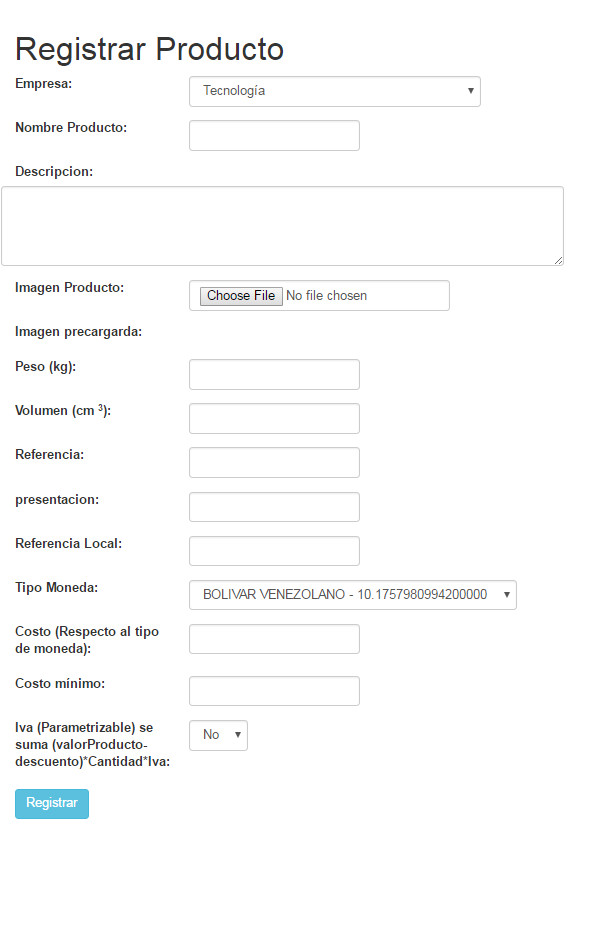 Registrar Producto
Empresa:
Tecnología
Nombre Producto:
Descripcion:
Imagen Producto:
Choose File No file chosen
Imagen precargarda:
Peso (kg):
Volumen (cm ³):
Referencia:
presentacion:
Referencia Local:
Tipo Moneda:
BOLIVAR VENEZOLANO - 10.1757980994200000
Costo (Respecto al tipo
de moneda):
Costo mínimo:
Iva (Parametrizable) se
suma (valorProducto-
descuento)*Cantidad*Iva:
No
Registrar